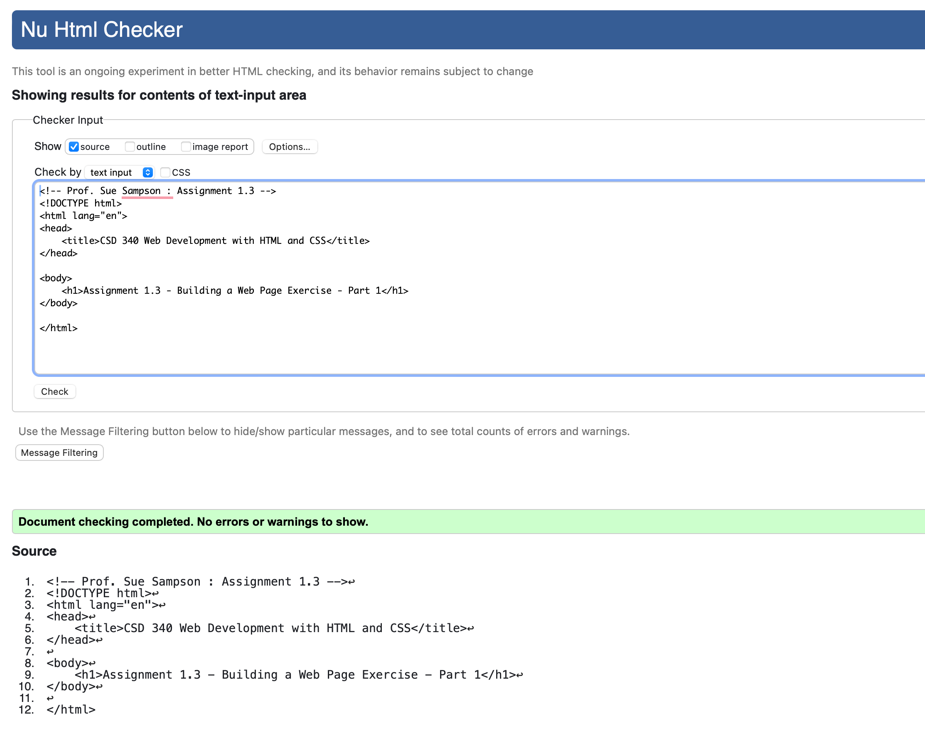 Nu Html Checker
This tool is an ongoing experiment in better HTML checking, and its behavior remains subject to change
Showing results for contents of text-input area
Checker Input
Show source outline image report Options...
Check by text input CSS
<!-- Prof. Sue Sampson : Assignment 1.3 -->
<!DOCTYPE html>
<html lang="en">
<head>
    <title>CSD 340 Web Development with HTML and CSS</title>
</head>

<body>
    <h1>Assignment 1.3 - Building a Web Page Exercise - Part 1</h1>
</body>

</html>
Check
Use the Message Filtering button below to hide/show particular messages, and to see total counts of errors and warnings.
Message Filtering
Document checking completed. No errors or warnings to show.
Source
1. <!-- Prof. Sue Sampson : Assignment 1.3 -->↩
2. <!DOCTYPE html>↩
3. <html lang="en">↩
4. <head>↩
5.     <title>CSD 340 Web Development with HTML and CSS</title>↩
6. </head>↩
7. ↩
8. <body>↩
9.     <h1>Assignment 1.3 - Building a Web Page Exercise - Part 1</h1>↩
10. </body>↩
11. ↩
12. </html>